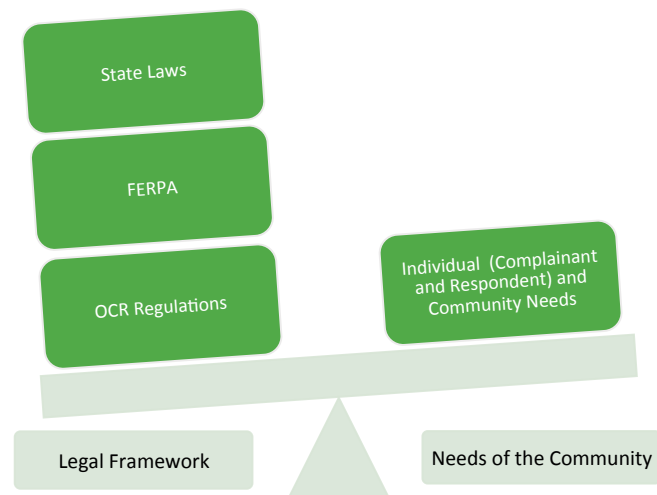 State Laws
FERPA
OCR Regulations
Individual (Complainant
and Respondent) and
Community Needs
Legal Framework
Needs of the Community